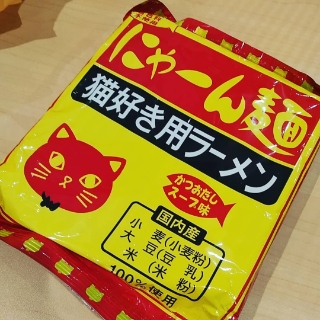 にゃーん麺
猫好き用ラーメン
かつおだし
スープ味
国内産
小麦(小麦粉)
大豆(豆乳)
米(米粉)
100%使用